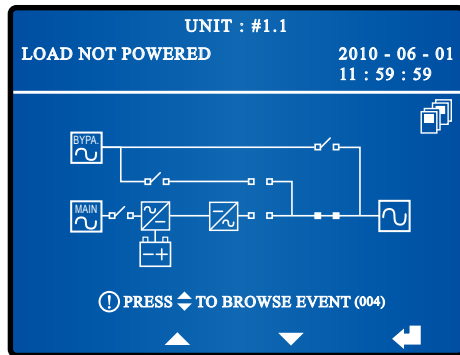 UNIT : #1.1
LOAD NOT POWERED
2010 - 06 - 01
11 : 59 : 59
BYPA.
MAIN
PRESS TO BROWSE EVENT (004)